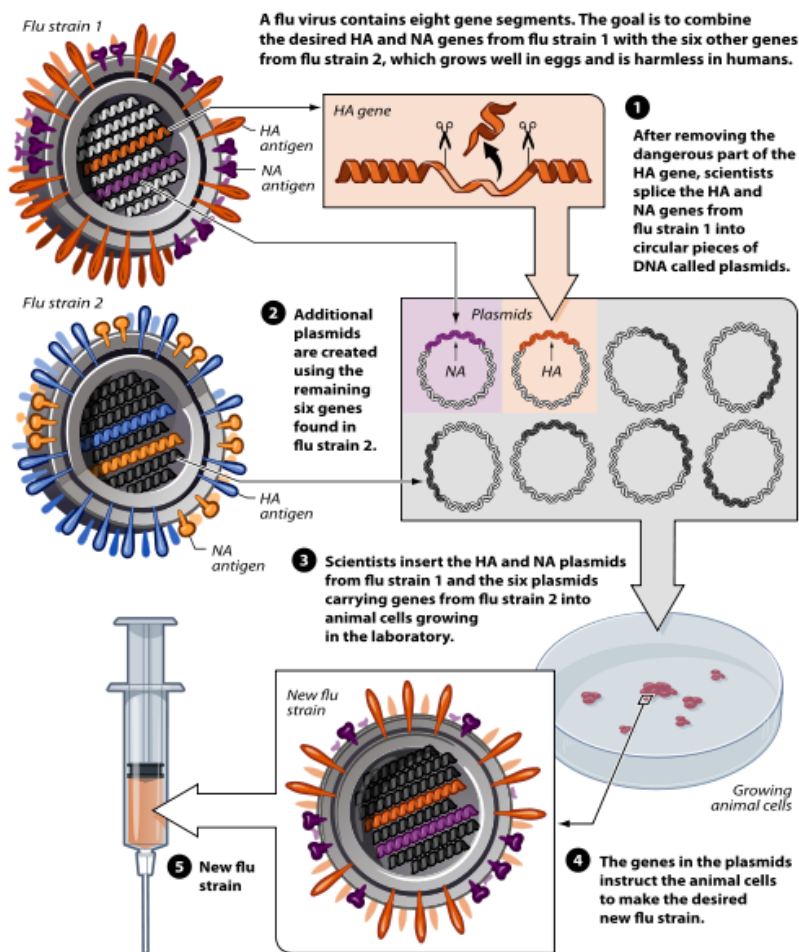 Flu strain 1
A flu virus contains eight gene segments. The goal is to combine
the desired HA and NA genes from flu strain 1 with the six other genes
from flu strain 2, which grows well in eggs and is harmless in humans.
HA
antigen
NA
antigen
HA gene
1
After removing the
dangerous part of the
HA gene, scientists
splice the HA and
NA genes from
flu strain 1 into
circular pieces of
DNA called plasmids.
Flu strain 2
2 Additional
plasmids
are created
using the
remaining
six genes
found in
flu strain 2.
Plasmids
NA
HA
HA
antigen
NA
antigen
3 Scientists insert the HA and NA plasmids
from flu strain 1 and the six plasmids
carrying genes from flu strain 2 into
animal cells growing
in the laboratory.
Growing
animal cells
4 The genes in the plasmids
instruct the animal cells
to make the desired
new flu strain.
New flu
strain
5 New flu
strain